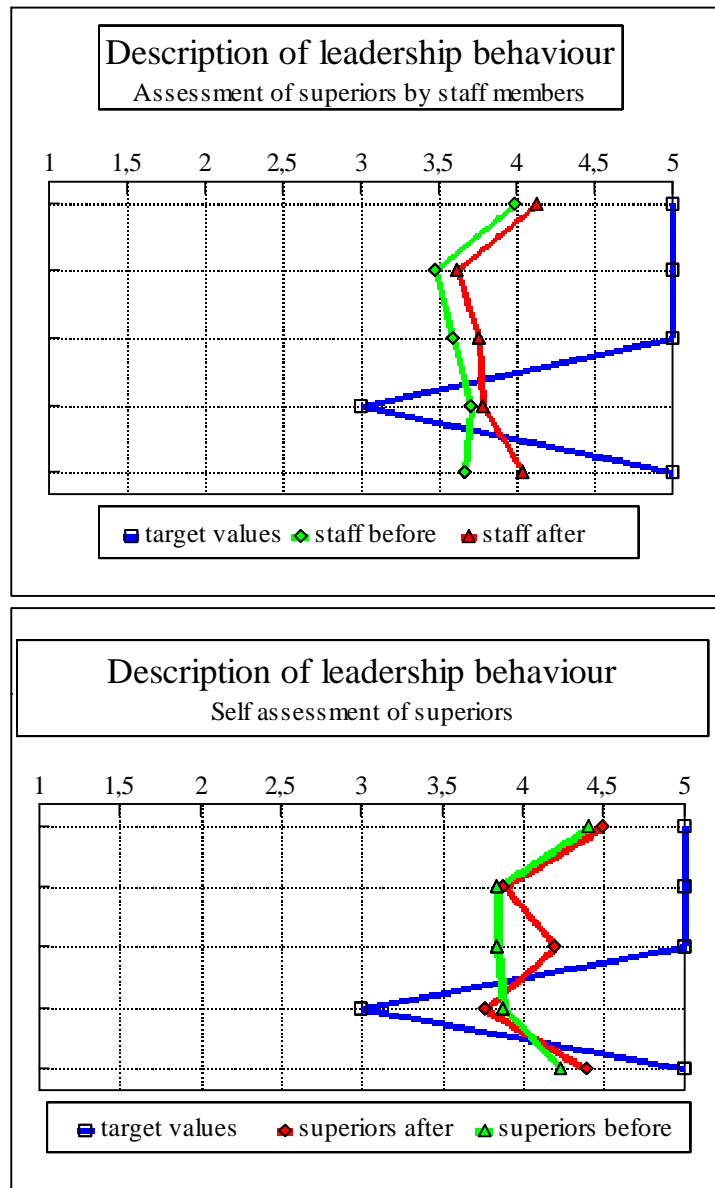 Description of leadership behaviour
Assessment of superiors by staff members
1 1,5 2 2,5 3 3,5 4 4,5 5
target values staff before staff after
Description of leadership behaviour
Self assessment of superiors
1 1,5 2 2,5 3 3,5 4 4,5 5
target values superiors after superiors before